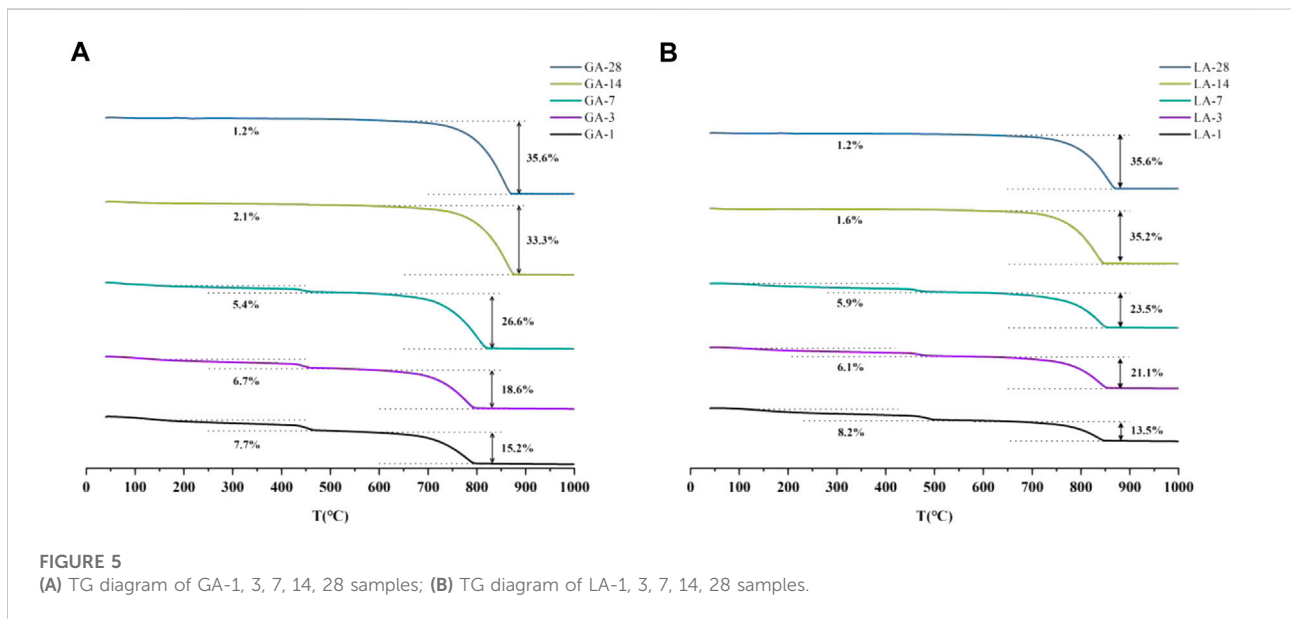 A
GA-28
GA-14
GA-7
GA-3
GA-1
1.2%
35.6%
2.1%
33.3%
5.4%
26.6%
6.7%
18.6%
7.7%
15.2%
0 100 200 300 400 500 600 700 800 900 1000
T(°C)
B
LA-28
LA-14
LA-7
LA-3
LA-1
1.2%
35.6%
1.6%
35.2%
5.9%
23.5%
6.1%
21.1%
8.2%
13.5%
0 100 200 300 400 500 600 700 800 900 1000
T(°C)
FIGURE 5
(A) TG diagram of GA-1, 3, 7, 14, 28 samples; (B) TG diagram of LA-1, 3, 7, 14, 28 samples.